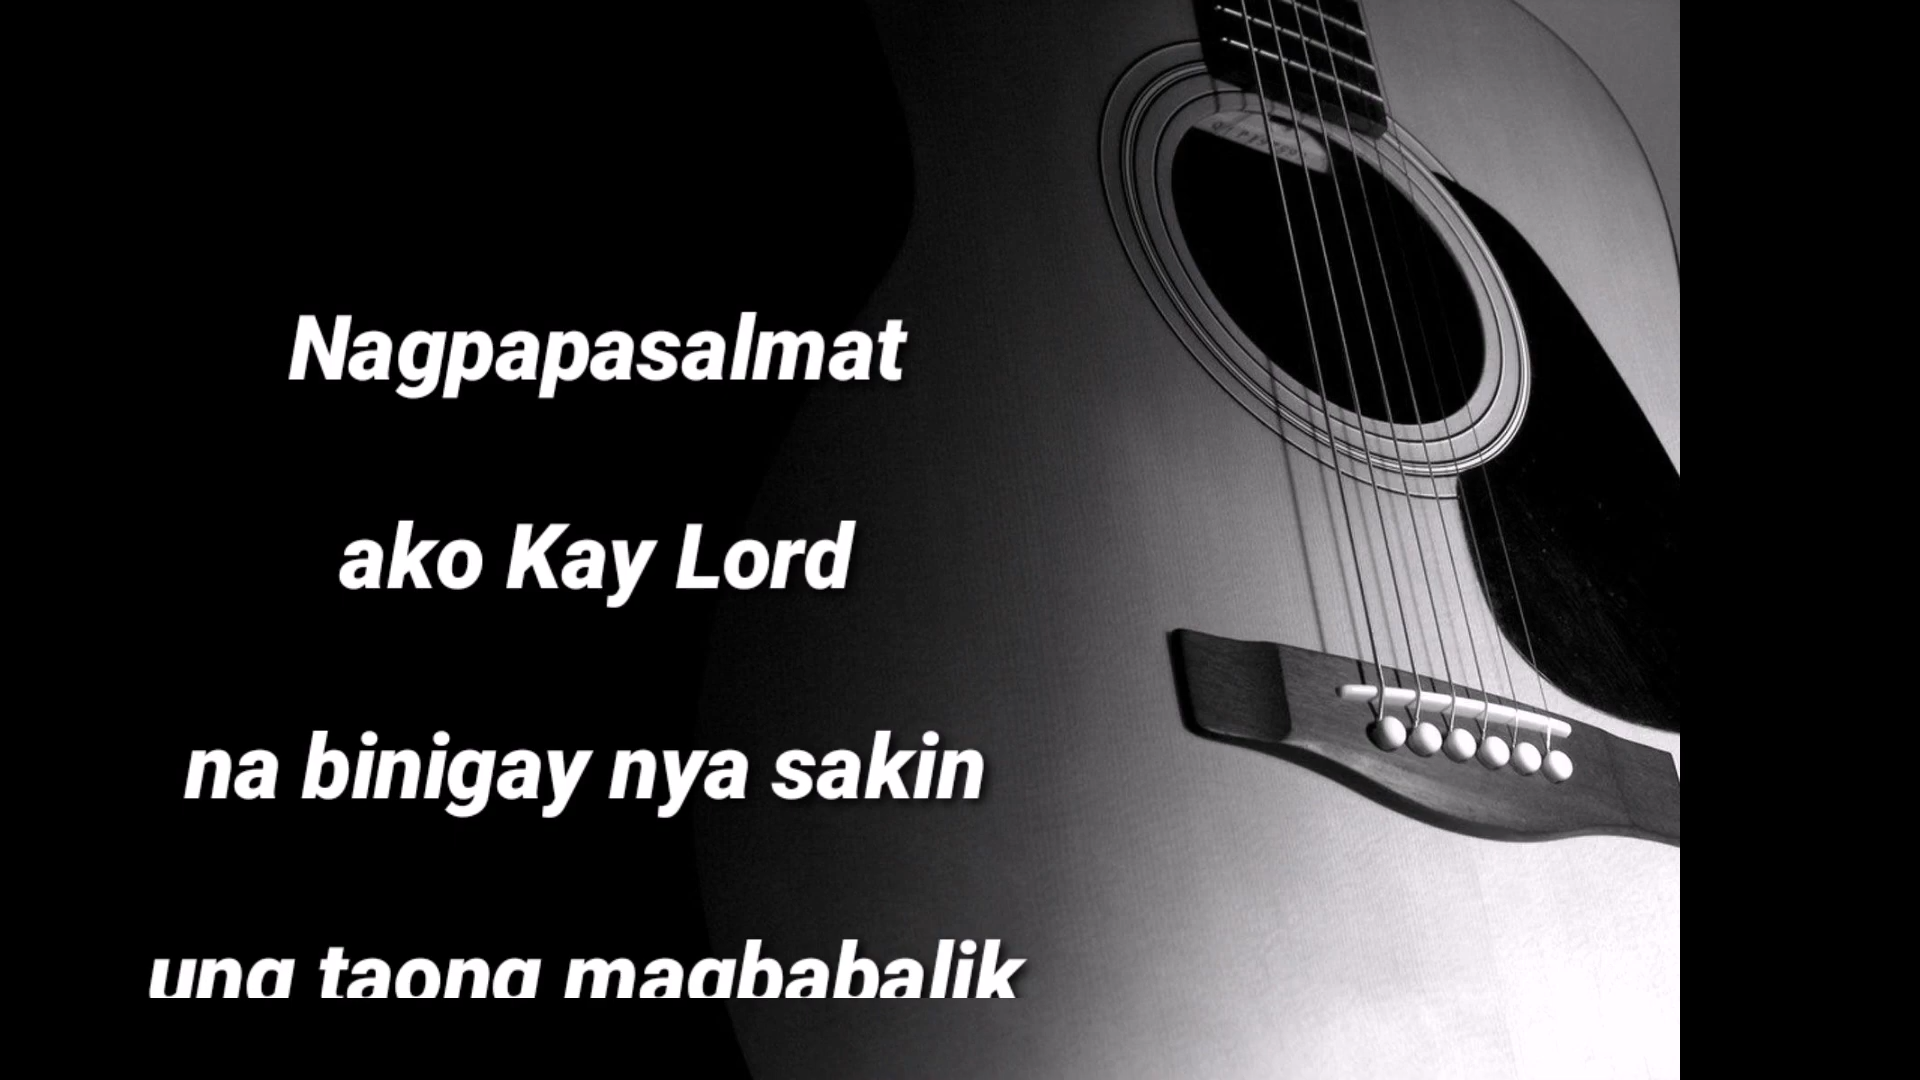 Nagpapasalmat
ako Kay Lord
na binigay nya sakin
ung taong magbabalik